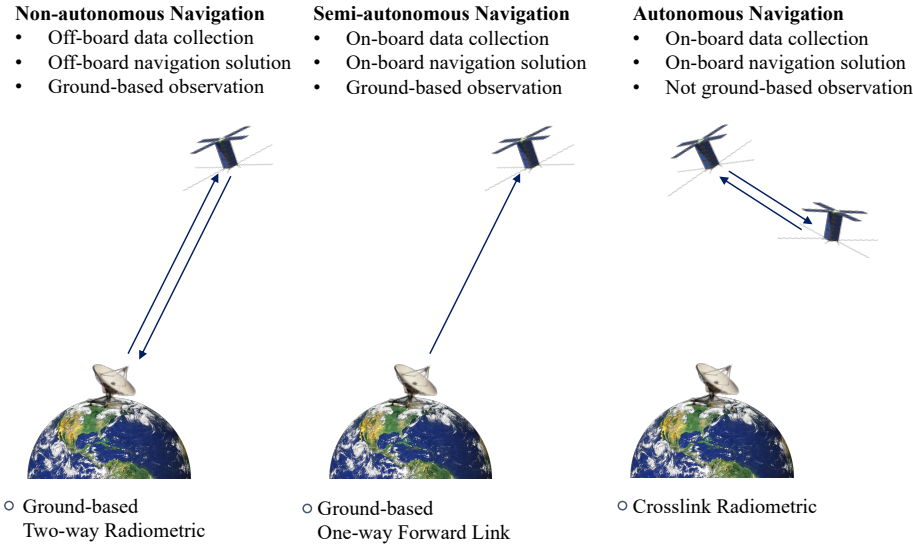 Non-autonomous Navigation
• Off-board data collection
• Off-board navigation solution
• Ground-based observation
Semi-autonomous Navigation
• On-board data collection
• On-board navigation solution
• Ground-based observation
Autonomous Navigation
• On-board data collection
• On-board navigation solution
• Not ground-based observation
Ground-based
Two-way Radiometric
Ground-based
One-way Forward Link
Crosslink Radiometric